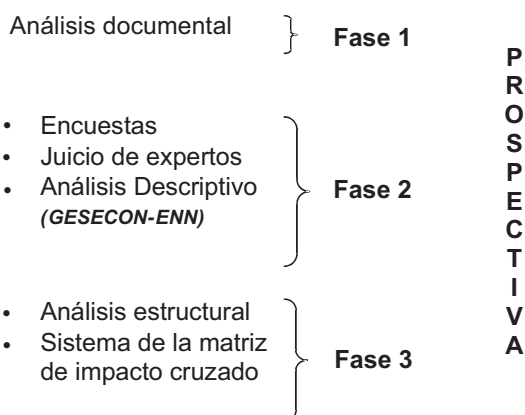 Análisis documental
Fase 1
• Encuestas
• Juicio de expertos
• Análisis Descriptivo
(GESECON-ENN)
Fase 2
• Análisis estructural
• Sistema de la matriz
de impacto cruzado
Fase 3
PROSPECTIVA